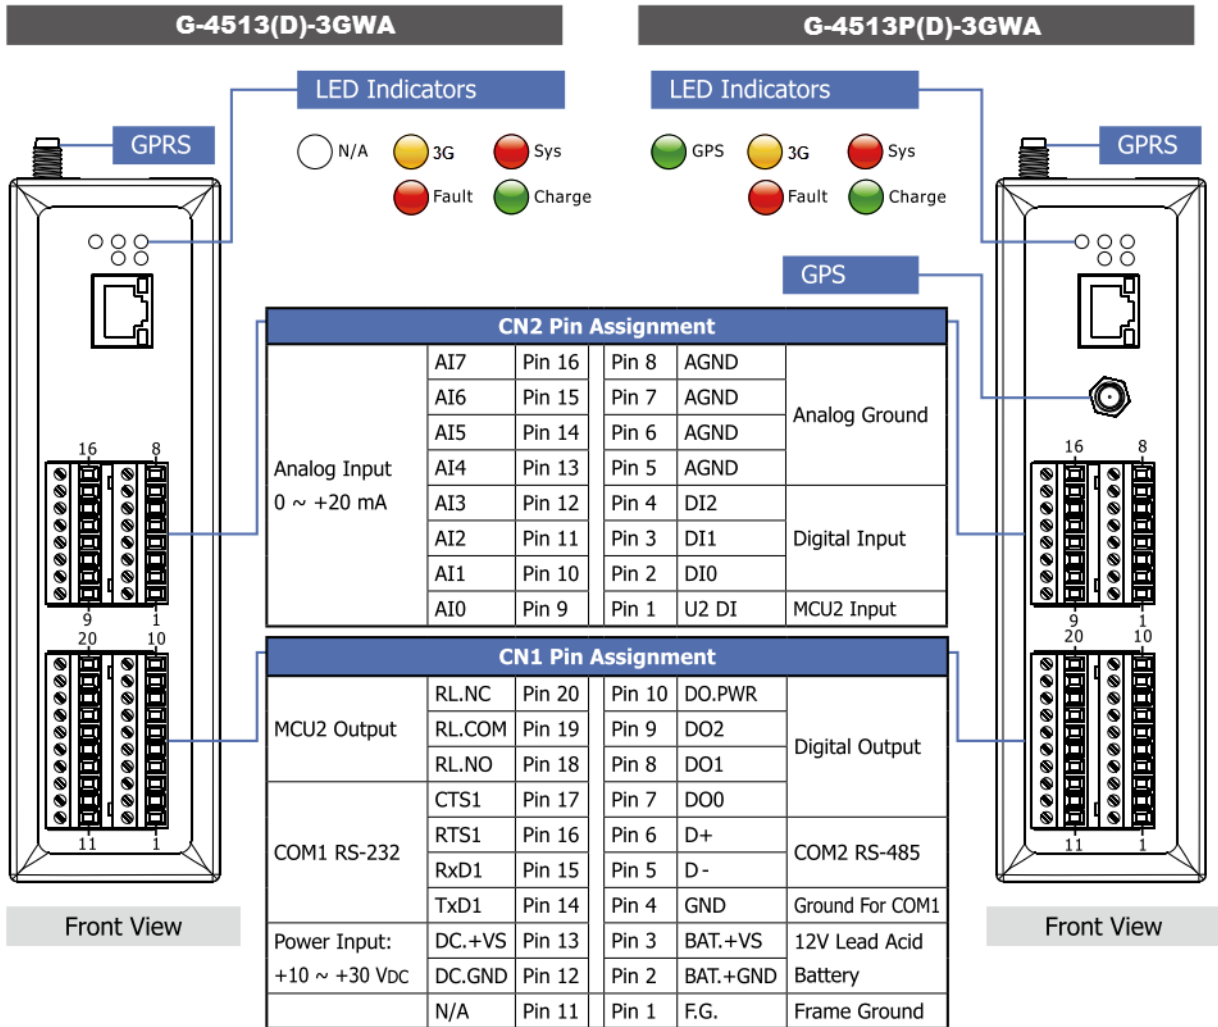 G-4513(D)-3GWA
G-4513P(D)-3GWA
LED Indicators
LED Indicators
GPRS
N/A 3G Sys
Fault Charge
GPS 3G Sys
Fault Charge
GPRS
GPS
CN2 Pin Assignment
AI7 Pin 16 Pin 8 AGND
AI6 Pin 15 Pin 7 AGND
Analog Ground
AI5 Pin 14 Pin 6 AGND
Analog Input
AI4 Pin 13 Pin 5 AGND
0 ~ +20 mA
AI3 Pin 12 Pin 4 DI2
AI2 Pin 11 Pin 3 DI1 Digital Input
AI1 Pin 10 Pin 2 DI0
AI0 Pin 9 Pin 1 U2 DI MCU2 Input
CN1 Pin Assignment
RL.NC Pin 20 Pin 10 DO.PWR
MCU2 Output RL.COM Pin 19 Pin 9 DO2
Digital Output
RL.NO Pin 18 Pin 8 DO1
CTS1 Pin 17 Pin 7 DO0
RTS1 Pin 16 Pin 6 D+
COM1 RS-232
COM2 RS-485
RxD1 Pin 15 Pin 5 D-
TxD1 Pin 14 Pin 4 GND Ground For COM1
Power Input: DC.+VS Pin 13 Pin 3 BAT.+VS 12V Lead Acid
+10 ~ +30 VDC DC.GND Pin 12 Pin 2 BAT.+GND Battery
N/A Pin 11 Pin 1 F.G. Frame Ground
16 8
9 1
20 10
11 1
Front View
16 8
9 1
20 10
11 1
Front View